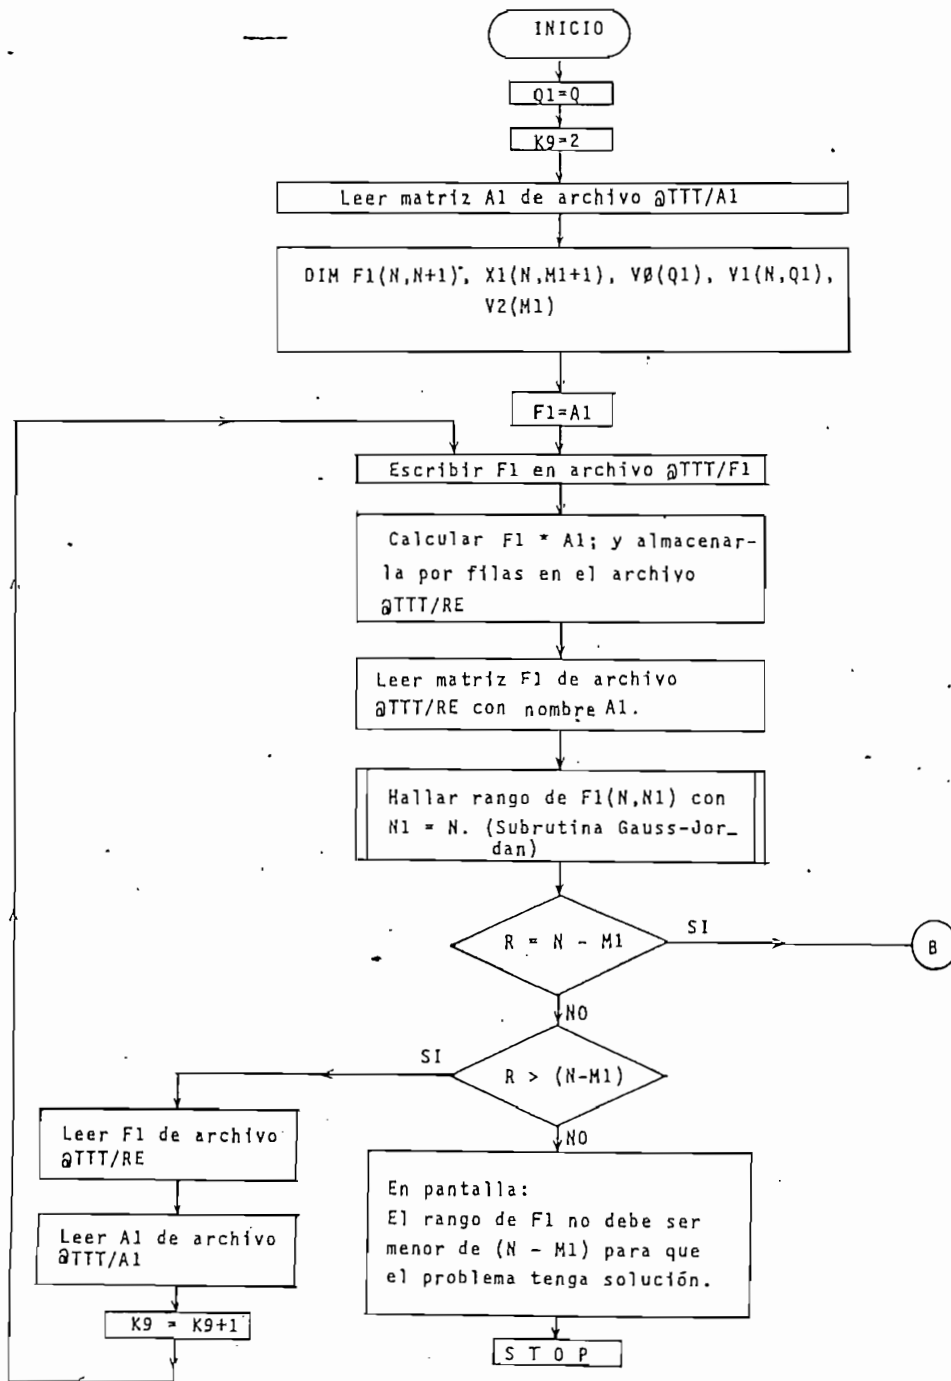 INICIO
Q1=Q
K9=2
Leer matriz A1 de archivo @TTT/A1
DIM F1(N,N+1), X1(N,M1+1), VØ(Q1), V1(N,Q1),
V2(M1)
F1=A1
Escribir F1 en archivo @TTT/F1
Calcular F1 * A1; y almacenar-
la por filas en el archivo
@TTT/RE
Leer matriz F1 de archivo
@TTT/RE con nombre A1.
Hallar rango de F1(N,N1) con
N1 = N. (Subrutina Gauss-Jor_
dan)
R = N - M1
SI
B
NO
SI
R > (N-M1)
NO
Leer F1 de archivo
@TTT/RE
Leer A1 de archivo
@TTT/A1
K9 = K9+1
En pantalla:
El rango de F1 no debe ser
menor de (N - M1) para que
el problema tenga solución.
S T O P